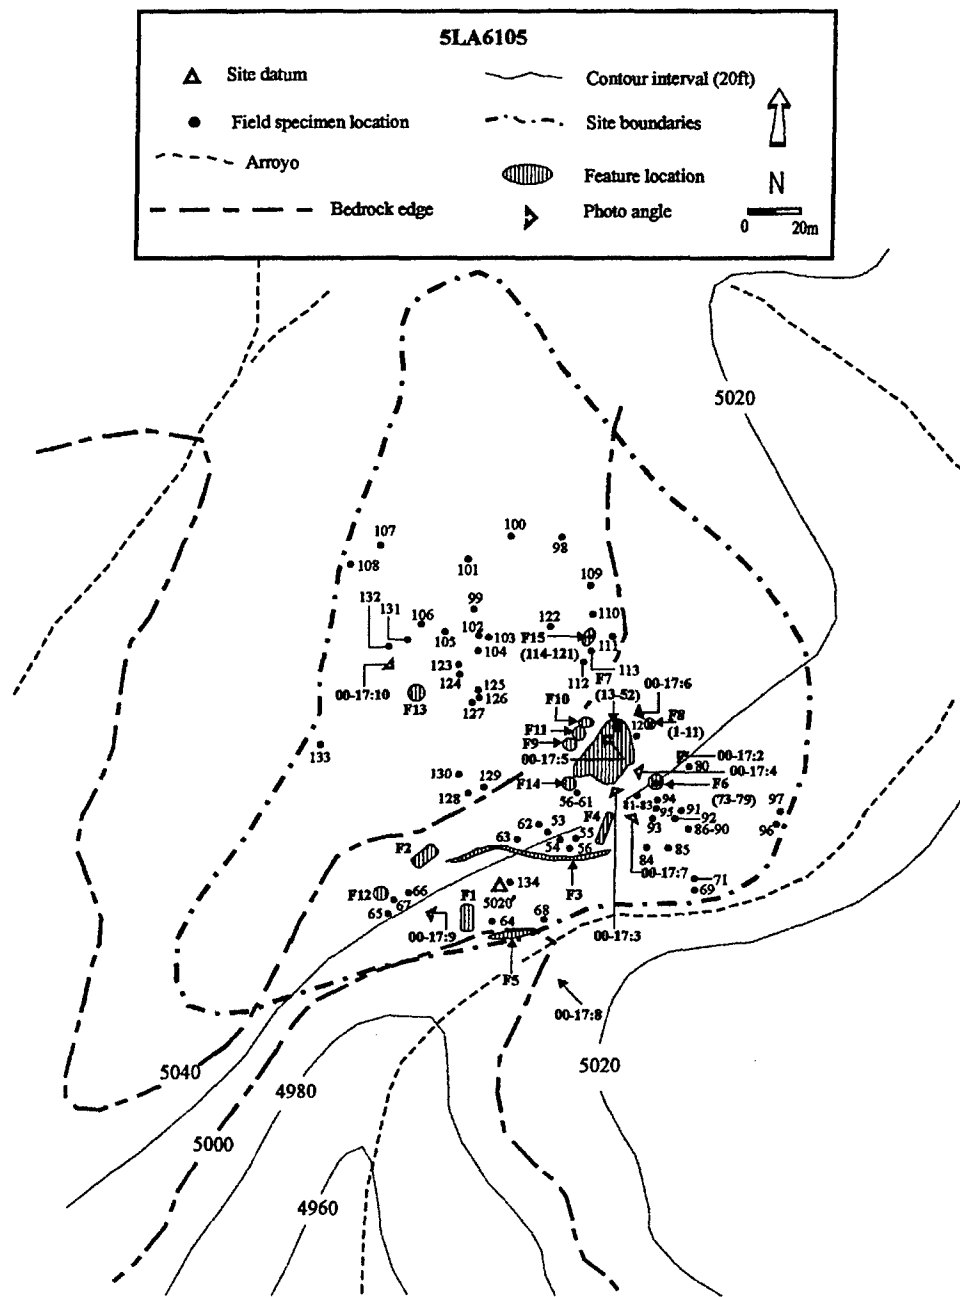 5LA6105
Site datum
Contour interval (20ft)
Field specimen location
Site boundaries
Arroyo
Feature location
N
Bedrock edge
Photo angle
0 20m
5020
100
107
98
108
101
109
132
99
131
106
122
110
105
102
103
F15
111
(114-121)
104
113
123
112
F7
00-17:6
00-17:10
124
125
(13-52)
F13
126
F10
127
F8
12
(1-11)
F11
F9
133
00-17:2
00-17:5
80
00-17:4
130
129
F14
F6
(73-79)
128
56-61
81-83
94
97
95
91
92
62
53
F4
93
86-90
96
63
55
F2
54
56
84
85
00-17:7
71
134
F3
69
F12
66
F1
67
5020'
65
64
68
00-17:9
00-17:3
F5
00-17:8
5040
5020
4980
5000
4960